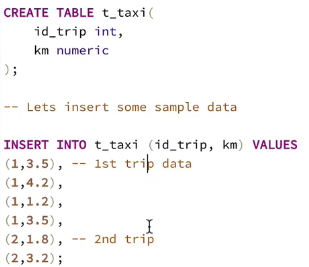 CREATE TABLE t_taxi(
    id_trip int,
    km numeric
);
-- Lets insert some sample data
INSERT INTO t_taxi (id_trip, km) VALUES
(1,3.5), -- 1st trip data
(1,4.2),
(1,1.2),
(1,3.5),
(2,1.8), -- 2nd trip
(2,3.2);